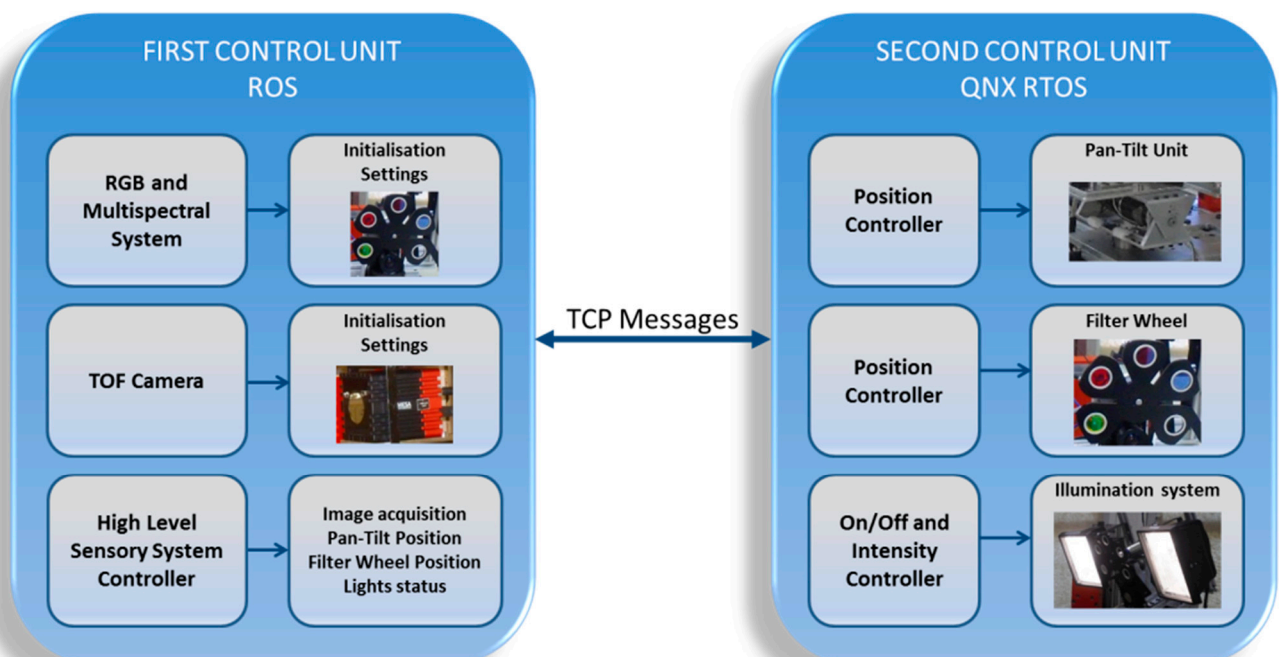 FIRST CONTROL UNIT
ROS
RGB and
Multispectral
System
Initialisation
Settings
TOF Camera
Initialisation
Settings
High Level
Sensory System
Controller
Image acquisition
Pan-Tilt Position
Filter Wheel Position
Lights status
TCP Messages
SECOND CONTROL UNIT
QNX RTOS
Position
Controller
Pan-Tilt Unit
Position
Controller
Filter Wheel
On/Off and
Intensity
Controller
Illumination system